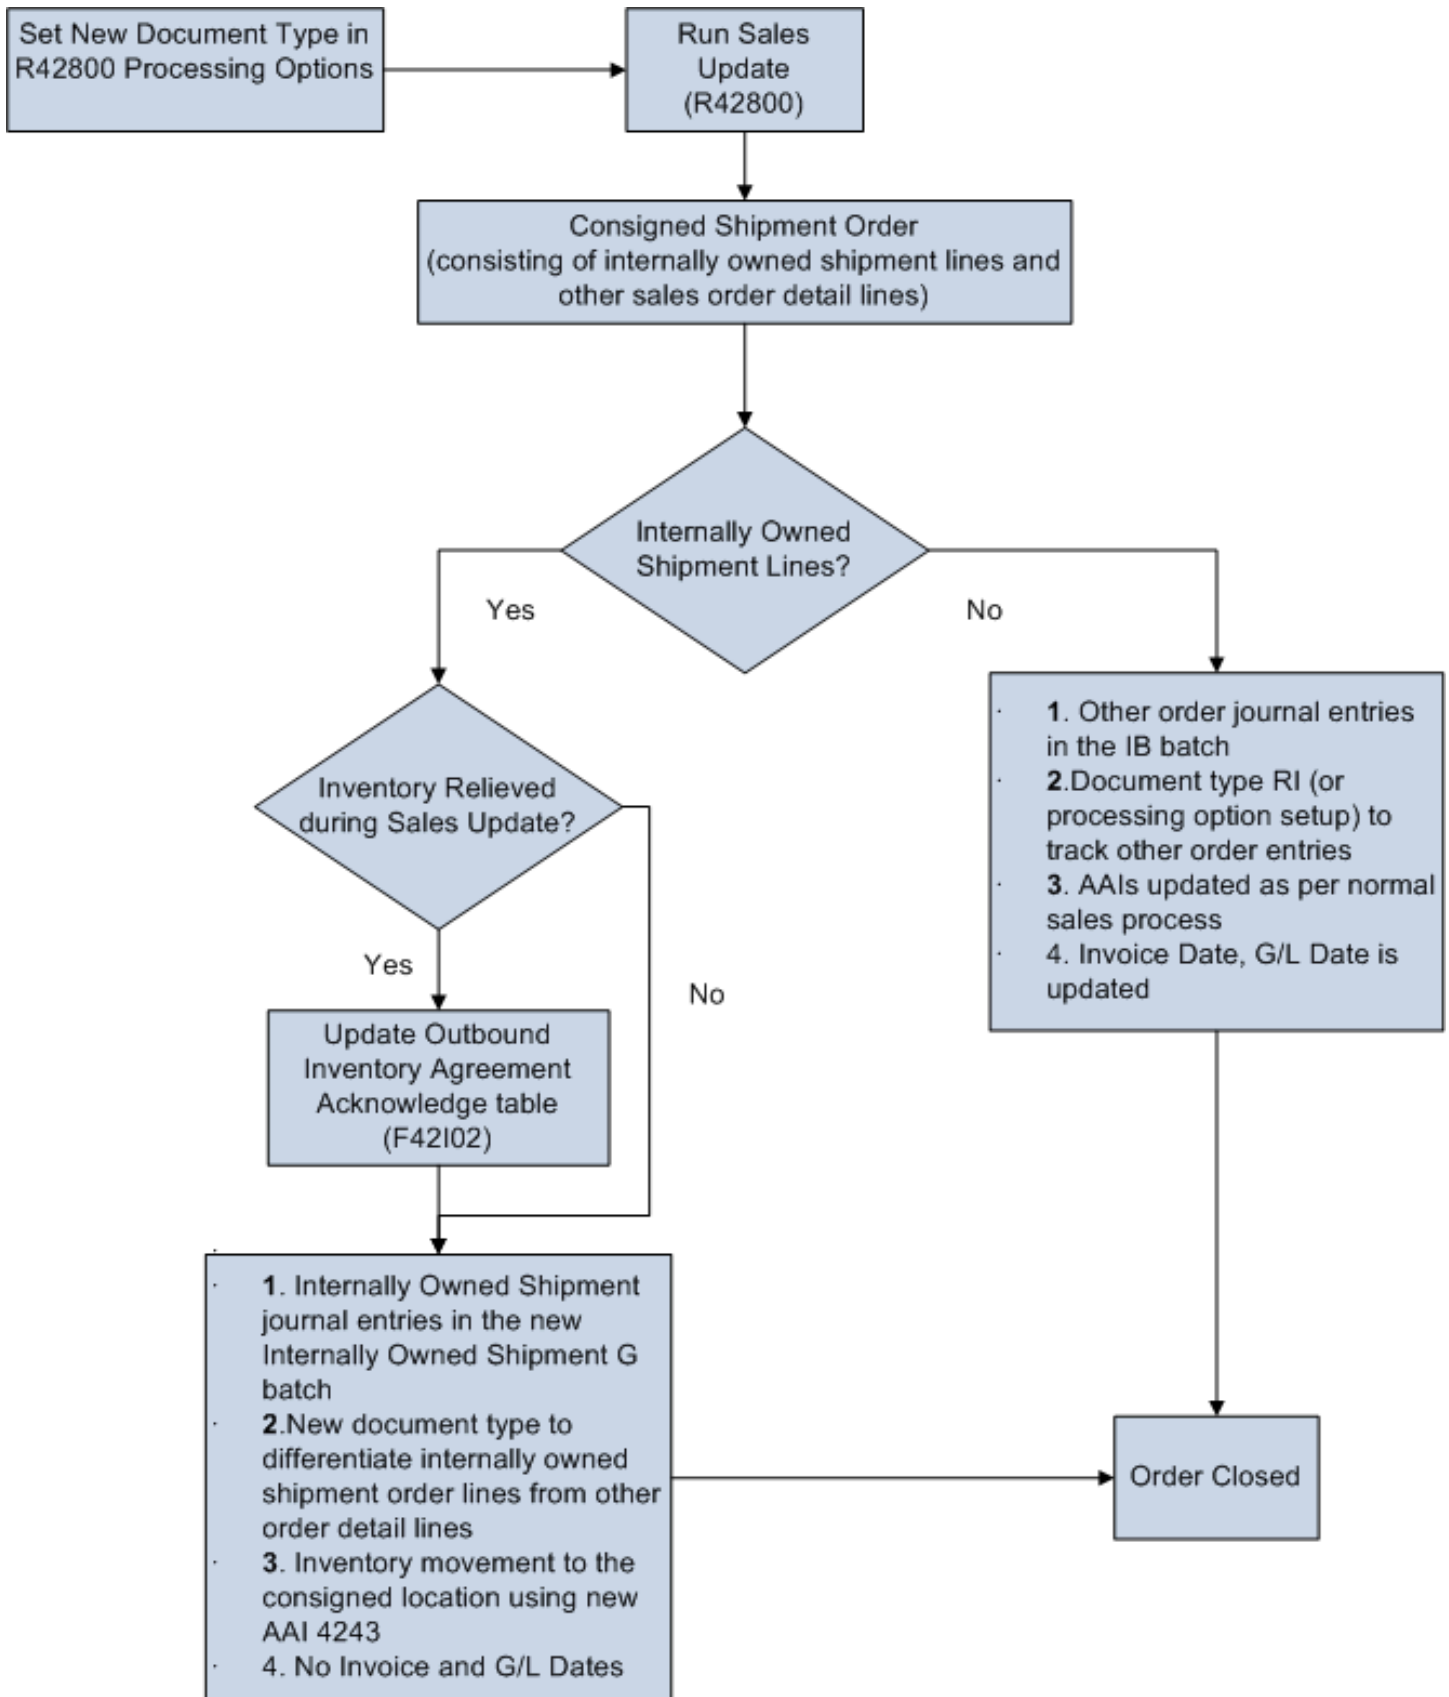 Set New Document Type in
R42800 Processing Options
Run Sales
Update
(R42800)
Consigned Shipment Order
(consisting of internally owned shipment lines and
other sales order detail lines)
Internally Owned
Shipment Lines?
Yes
No
Inventory Relieved
during Sales Update?
Yes
No
Update Outbound
Inventory Agreement
Acknowledge table
(F42I02)
· 1. Other order journal entries
in the IB batch
· 2.Document type RI (or
processing option setup) to
track other order entries
· 3. AAIs updated as per normal
sales process
· 4. Invoice Date, G/L Date is
updated
· 1. Internally Owned Shipment
journal entries in the new
Internally Owned Shipment G
batch
· 2.New document type to
differentiate internally owned
shipment order lines from other
order detail lines
· 3. Inventory movement to the
consigned location using new
AAI 4243
· 4. No Invoice and G/L Dates
Order Closed